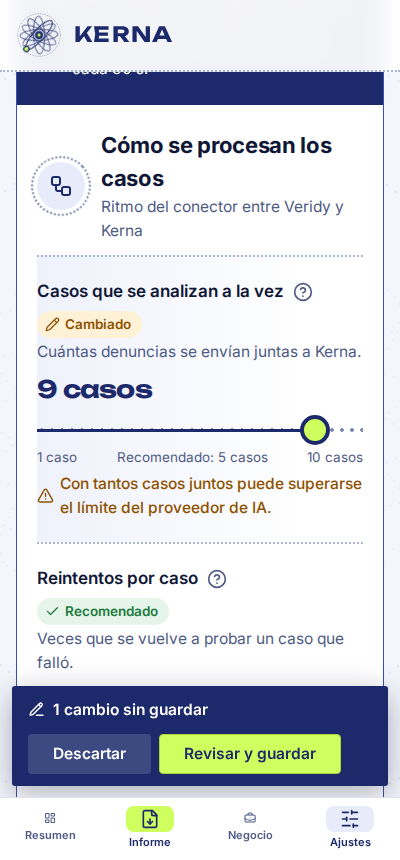 KERNA
Cómo se procesan los
casos
Ritmo del conector entre Veridy y
Kerna
Casos que se analizan a la vez
Cambiado
Cuántas denuncias se envían juntas a Kerna.
9 casos
1 caso
Recomendado: 5 casos
10 casos
Con tantos casos juntos puede superarse
el límite del proveedor de IA.
Reintentos por caso
Recomendado
Veces que se vuelve a probar un caso que
falló.
1 cambio sin guardar
Descartar
Revisar y guardar
Resumen
Informe
Negocio
Ajustes